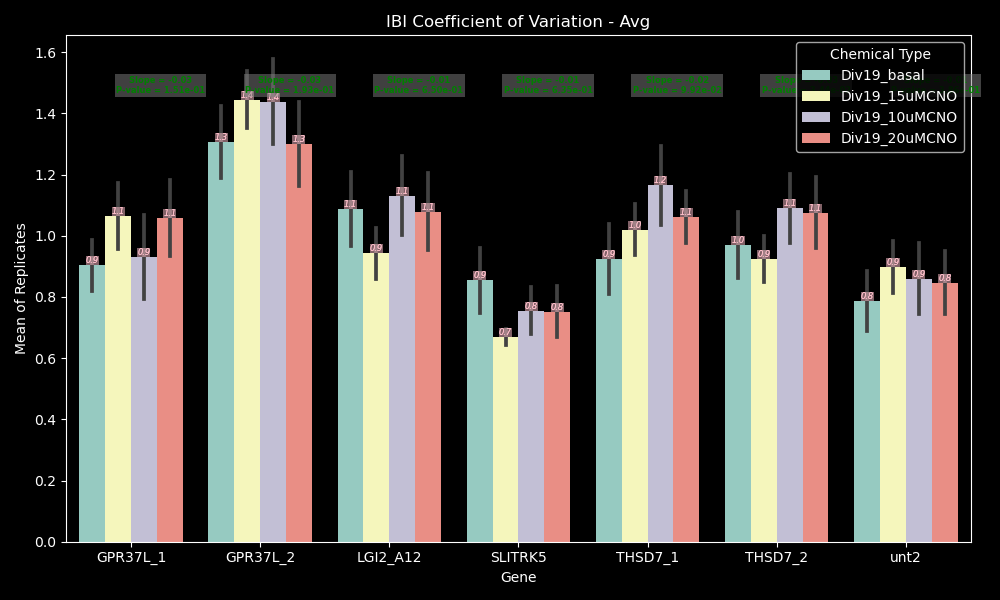 IBI Coefficient of Variation - Avg
Chemical Type
Div19_basal
Div19_15uMCNO
Div19_10uMCNO
Div19_20uMCNO
Mean of Replicates
1.6
1.4
1.2
1.0
0.8
0.6
0.4
0.2
0.0
0.9 1.1 0.9 1.1
1.3 1.4 1.4 1.3
1.1 0.9 1.1 1.1
0.9 0.7 0.8 0.8
0.9 1.0 1.2 1.1
1.0 0.9 1.1 1.1
0.8 0.9 0.9 0.8
GPR37L_1 GPR37L_2 LGI2_A12 SLITRK5 THSD7_1 THSD7_2 unt2
Gene